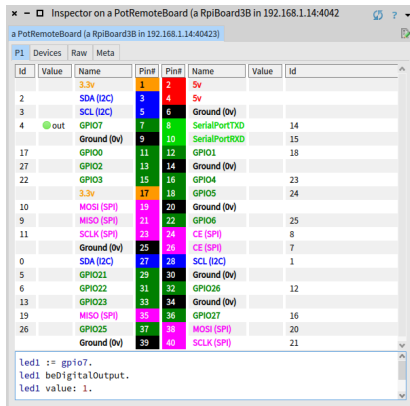 Inspector on a PotRemoteBoard (a RpiBoard3B in 192.168.1.14:4042
a PotRemoteBoard (a RpiBoard3B in 192.168.1.14:40423)
P1 Devices Raw Meta
Id Value Name Pin# Pin# Name Value Id
3.3v 1 2 5v
2 SDA (I2C) 3 4 5v
3 SCL (I2C) 5 6 Ground (0v)
4 out GPIO7 7 8 SerialPortTXD 14
Ground (0v) 9 10 SerialPortRXD 15
17 GPIO0 11 12 GPIO1 18
27 GPIO2 13 14 Ground (0v)
22 GPIO3 15 16 GPIO4 23
3.3v 17 18 GPIO5 24
10 MOSI (SPI) 19 20 Ground (0v)
9 MISO (SPI) 21 22 GPIO6 25
11 SCLK (SPI) 23 24 CE (SPI) 8
Ground (0v) 25 26 CE (SPI) 7
0 SDA (I2C) 27 28 SCL (I2C) 1
5 GPIO21 29 30 Ground (0v)
6 GPIO22 31 32 GPIO26 12
13 GPIO23 33 34 Ground (0v)
19 MISO (SPI) 35 36 GPIO27 16
26 GPIO25 37 38 MOSI (SPI) 20
Ground (0v) 39 40 SCLK (SPI) 21
led1 := gpio7.
led1 beDigitalOutput.
led1 value: 1.